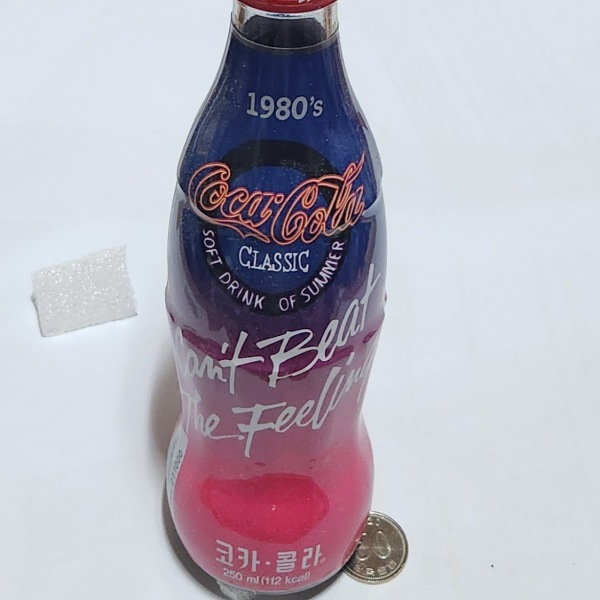 1980's
Coca-Cola
CLASSIC
SOFT DRINK OF SUMMER
Can't Beat
The Feeling
코카·콜라
250 ml (112 kcal)